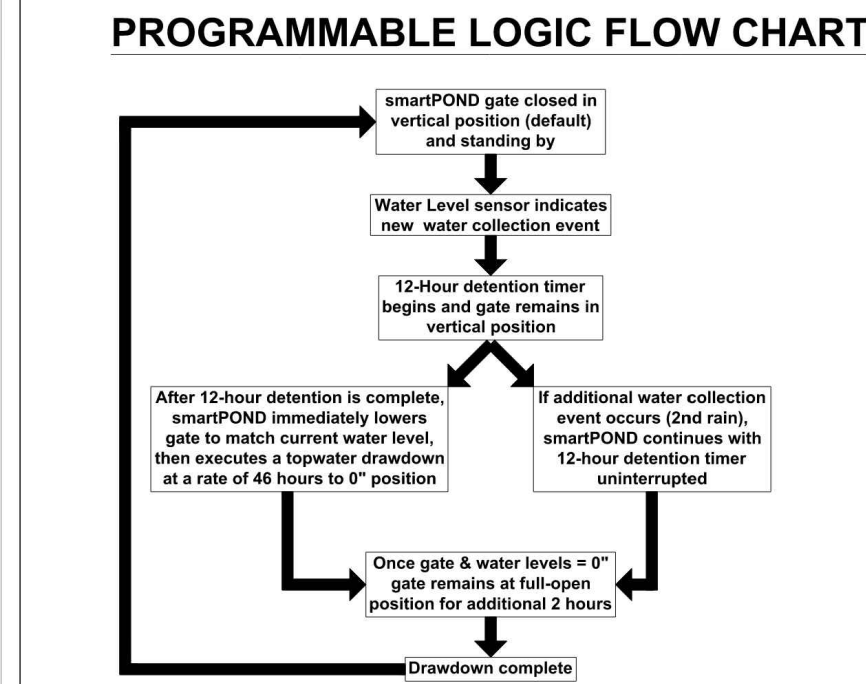 PROGRAMMABLE LOGIC FLOW CHART
smartPOND gate closed in
vertical position (default)
and standing by
Water Level sensor indicates
new water collection event
12-Hour detention timer
begins and gate remains in
vertical position
After 12-hour detention is complete,
smartPOND immediately lowers
gate to match current water level,
then executes a topwater drawdown
at a rate of 46 hours to 0" position
If additional water collection
event occurs (2nd rain),
smartPOND continues with
12-hour detention timer
uninterrupted
Once gate & water levels = 0"
gate remains at full-open
position for additional 2 hours
Drawdown complete